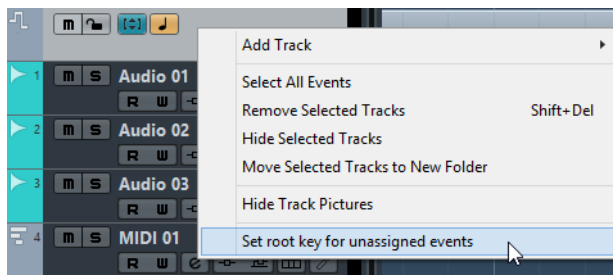 m
Add Track
1 m S Audio 01
Select All Events
R W
Remove Selected Tracks Shift+Del
2 m S Audio 02
Hide Selected Tracks
R W
Move Selected Tracks to New Folder
3 m S Audio 03
Hide Track Pictures
R W
4 m S MIDI 01
Set root key for unassigned events
R W e